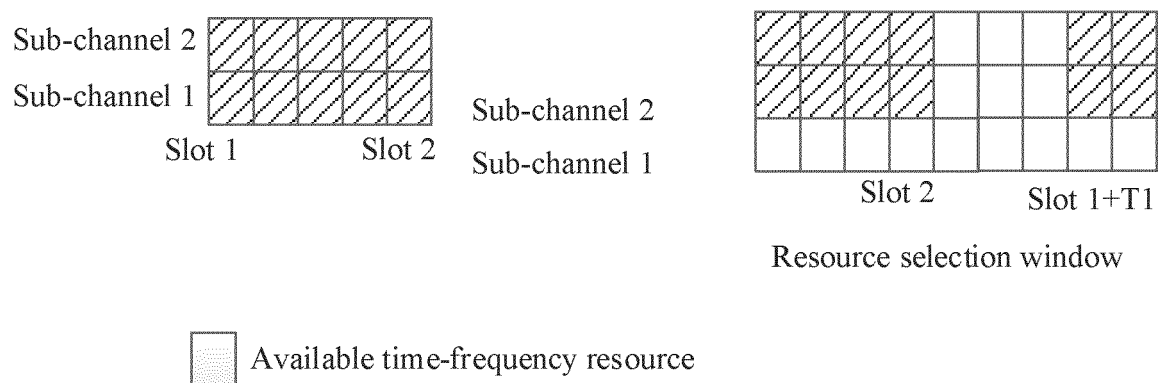 Sub-channel 2
Sub-channel 1
Slot 1
Slot 2
Sub-channel 2
Sub-channel 1
Slot 2
Slot 1+T1
Resource selection window
Available time-frequency resource